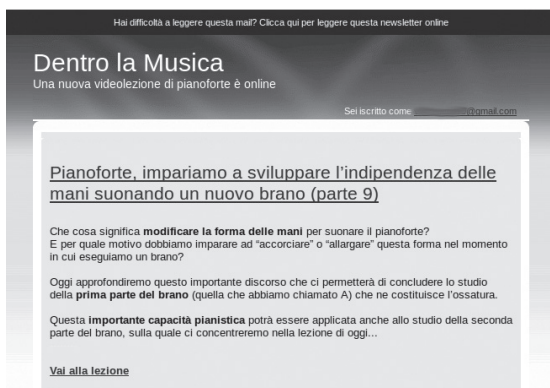 Hai difficoltà a leggere questa mail? Clicca qui per leggere questa newsletter online
Dentro la Musica
Una nuova videolezione di pianoforte è online
Sei iscritto come @gmail.com
Pianoforte, impariamo a sviluppare l'indipendenza delle
mani suonando un nuovo brano (parte 9)
Che cosa significa modificare la forma delle mani per suonare il pianoforte?
E per quale motivo dobbiamo imparare ad “accorciare” o “allargare” questa forma nel momento
in cui eseguiamo un brano?
Oggi approfondiremo questo importante discorso che ci permetterà di concludere lo studio
della prima parte del brano (quella che abbiamo chiamato A) che ne costituisce l'ossatura.
Questa importante capacità pianistica potrà essere applicata anche allo studio della seconda
parte del brano, sulla quale ci concentreremo nella lezione di oggi...
Vai alla lezione